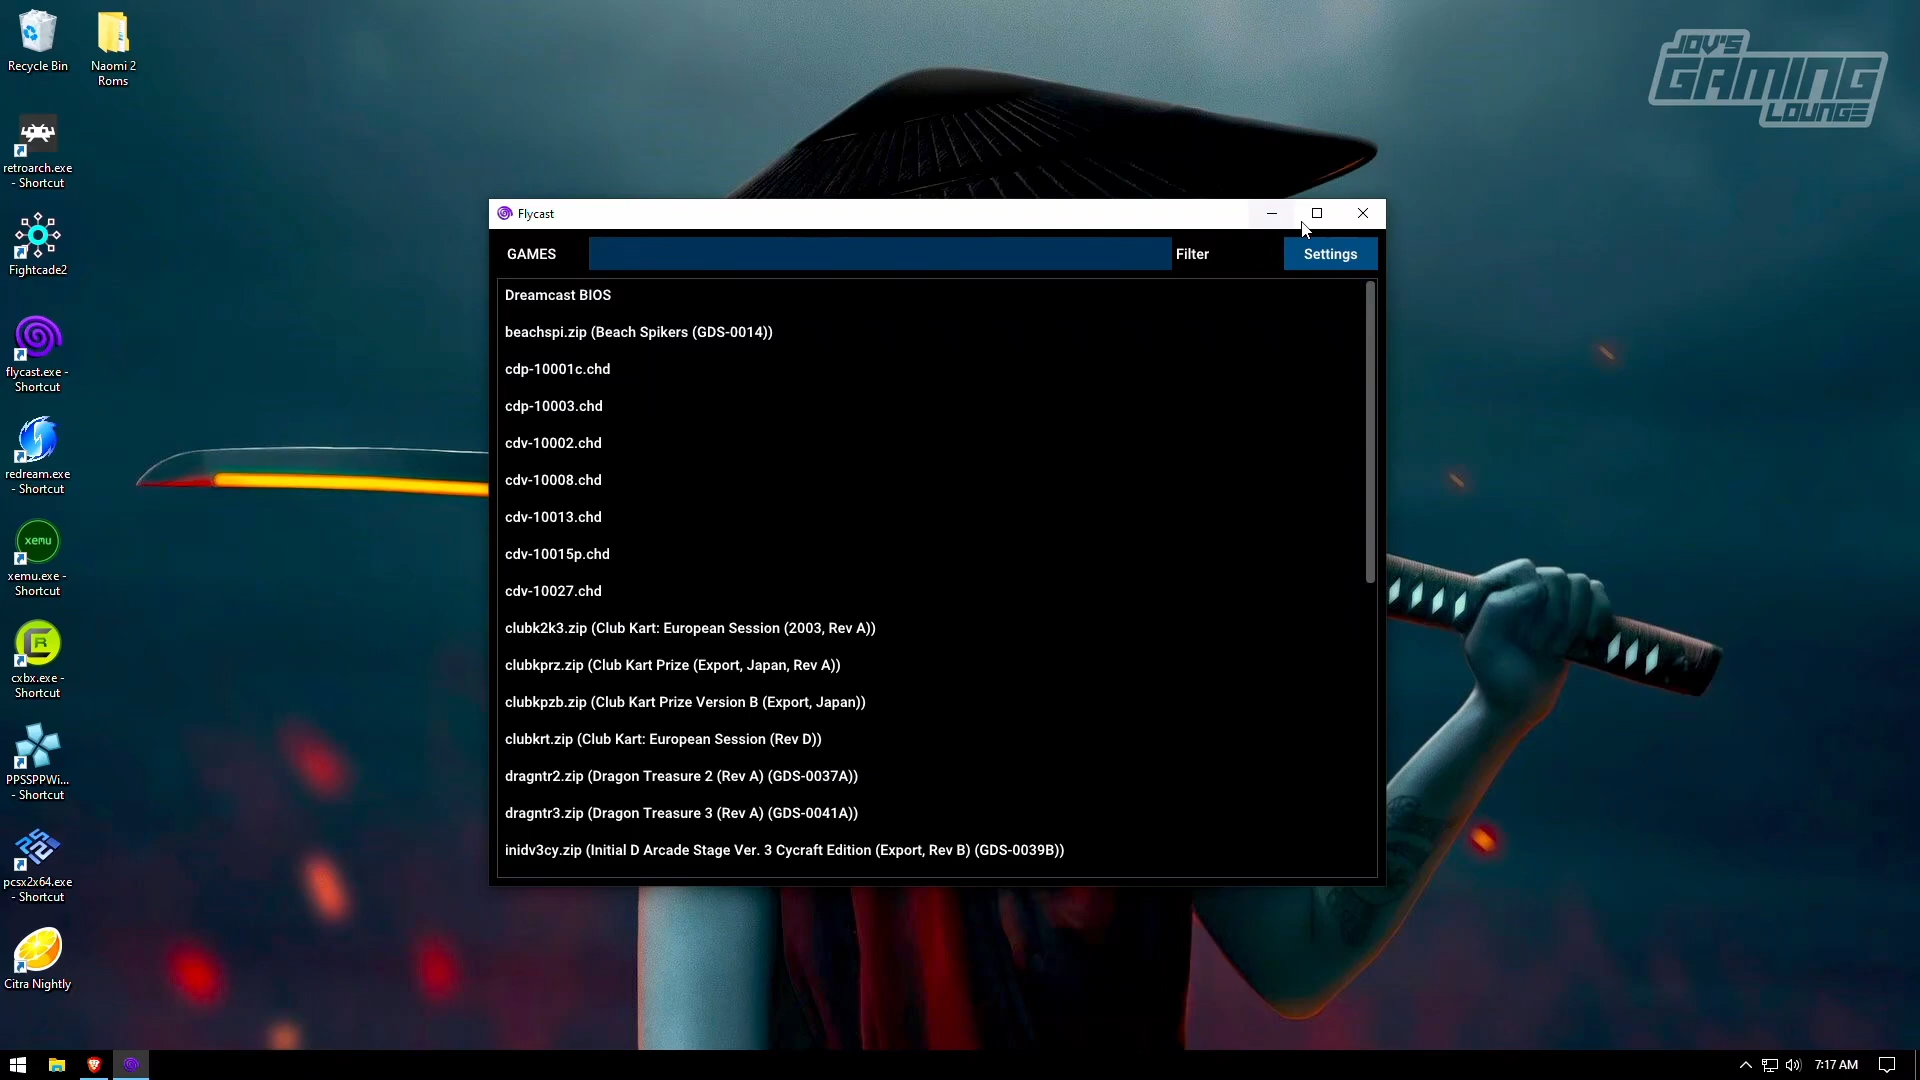 Recycle Bin
Naomi 2
Roms
retroarch.exe
- Shortcut
Fightcade2
flycast.exe -
Shortcut
redream.exe
- Shortcut
xemu
xemu.exe -
Shortcut
cxbx.exe -
Shortcut
PPSSPPWi...
- Shortcut
pcsx2x64.exe
- Shortcut
Citra Nightly
JOV'S
GAMING
LOUNGE
Flycast
GAMES
Filter
Settings
Dreamcast BIOS
beachspi.zip (Beach Spikers (GDS-0014))
cdp-10001c.chd
cdp-10003.chd
cdv-10002.chd
cdv-10008.chd
cdv-10013.chd
cdv-10015p.chd
cdv-10027.chd
clubk2k3.zip (Club Kart: European Session (2003, Rev A))
clubkprz.zip (Club Kart Prize (Export, Japan, Rev A))
clubkpzb.zip (Club Kart Prize Version B (Export, Japan))
clubkrt.zip (Club Kart: European Session (Rev D))
dragntr2.zip (Dragon Treasure 2 (Rev A) (GDS-0037A))
dragntr3.zip (Dragon Treasure 3 (Rev A) (GDS-0041A))
inidv3cy.zip (Initial D Arcade Stage Ver. 3 Cycraft Edition (Export, Rev B) (GDS-0039B))
7:17 AM